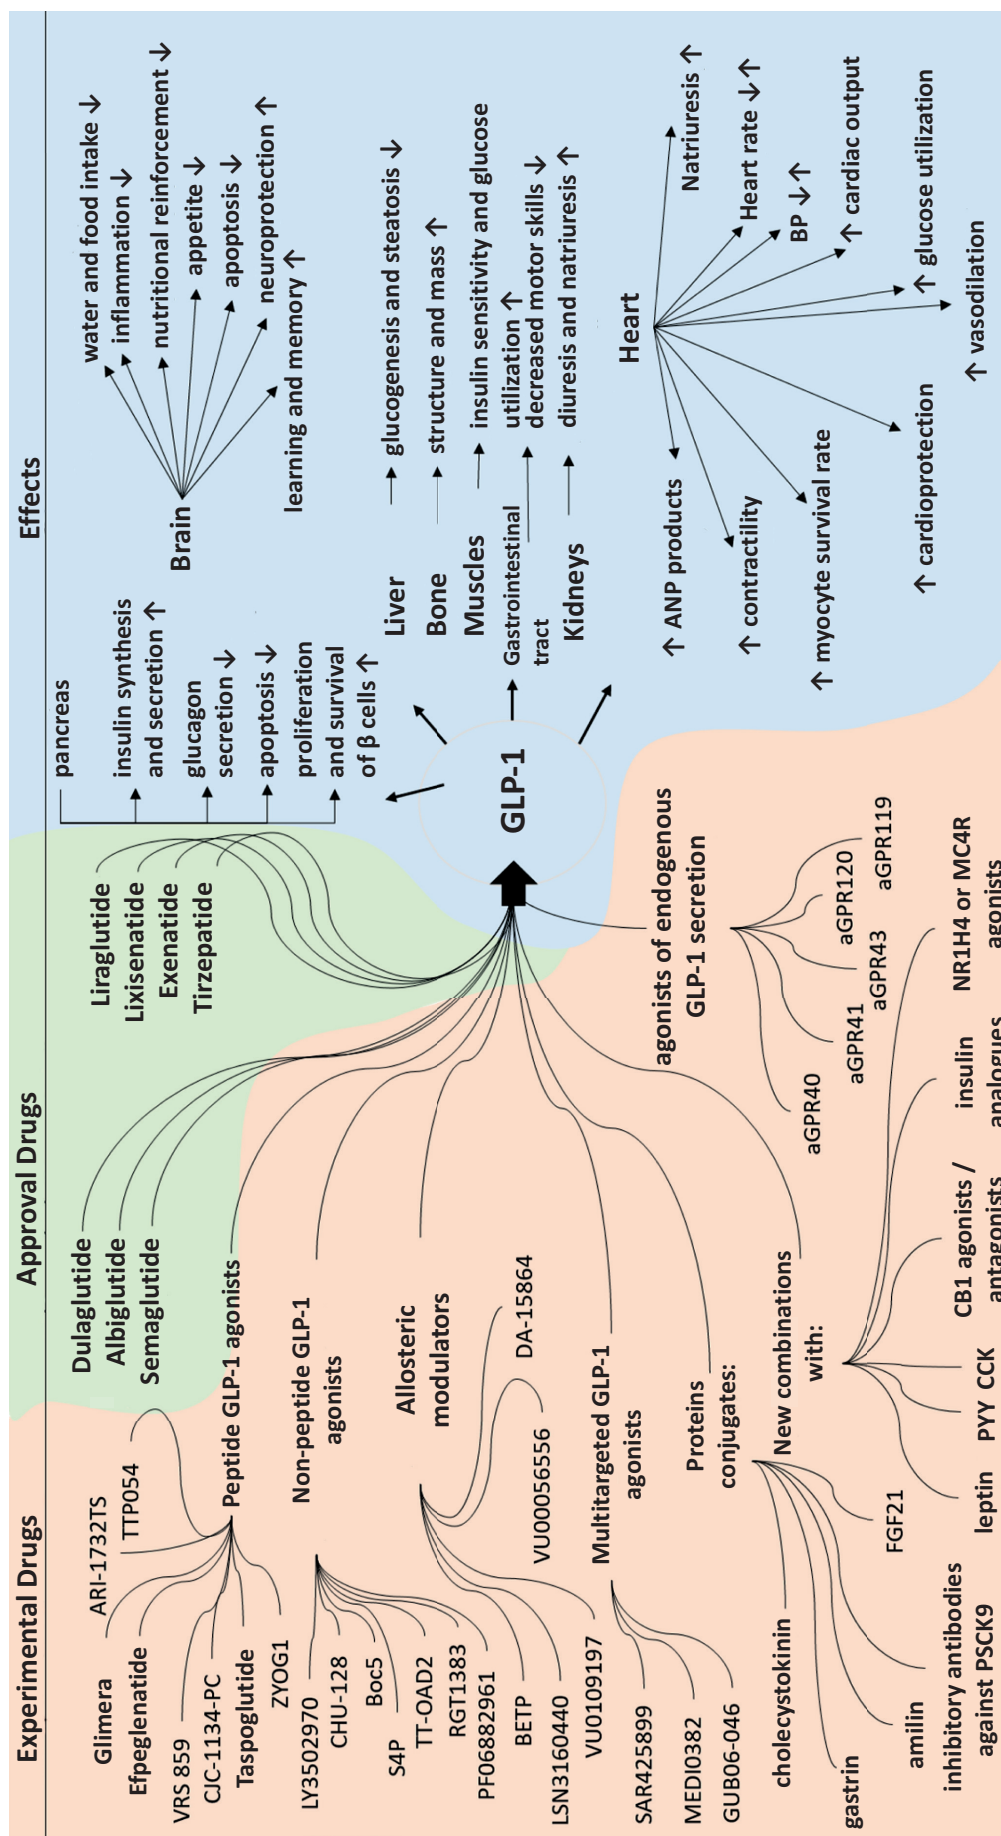 Experimental Drugs
Approval Drugs
Effects
Glimera
ARI-1732TS
TTP054
Efpeglenatide
VRS 859
CJC-1134-PC
Taspoglutide
ZYOG1
Peptide GLP-1 agonists
LY3502970
CHU-128
Boc5
S4P
TT-OAD2
RGT1383
PF06882961
Non-peptide GLP-1
agonists
BETP
LSN3160440
VU0109197
VU00056556
DA-15864
Allosteric
modulators
SAR425899
MEDI0382
GUB06-046
Multitargeted GLP-1
agonists
Proteins
conjugates:
cholecystokinin
gastrin
amilin
inhibitory antibodies
against PSCK9
FGF21
New combinations
with:
leptin
PYY
CCK
CB1 agonists /
antagonists
insulin
analogues
NR1H4 or MC4R
agonists
agonists of endogenous
GLP-1 secretion
aGPR40
aGPR41
aGPR43
aGPR120
aGPR119
Dulaglutide
Albiglutide
Semaglutide
Liraglutide
Lixisenatide
Exenatide
Tirzepatide
GLP-1
pancreas
insulin synthesis
and secretion ↑
glucagon
secretion ↓
apoptosis ↓
proliferation
and survival
of β cells ↑
Brain
water and food intake ↓
inflammation ↓
nutritional reinforcement ↓
appetite ↓
apoptosis ↓
neuroprotection ↑
learning and memory ↑
Liver
glucogenesis and steatosis ↓
Bone
structure and mass ↑
Muscles
insulin sensitivity and glucose
utilization ↑
Gastrointestinal
tract
decreased motor skills ↓
Kidneys
diuresis and natriuresis ↑
Heart
Natriuresis ↑
Heart rate ↓↑
BP ↓↑
↑ cardiac output
↑ glucose utilization
↑ vasodilation
↑ cardioprotection
↑ myocyte survival rate
↑ contractility
↑ ANP products